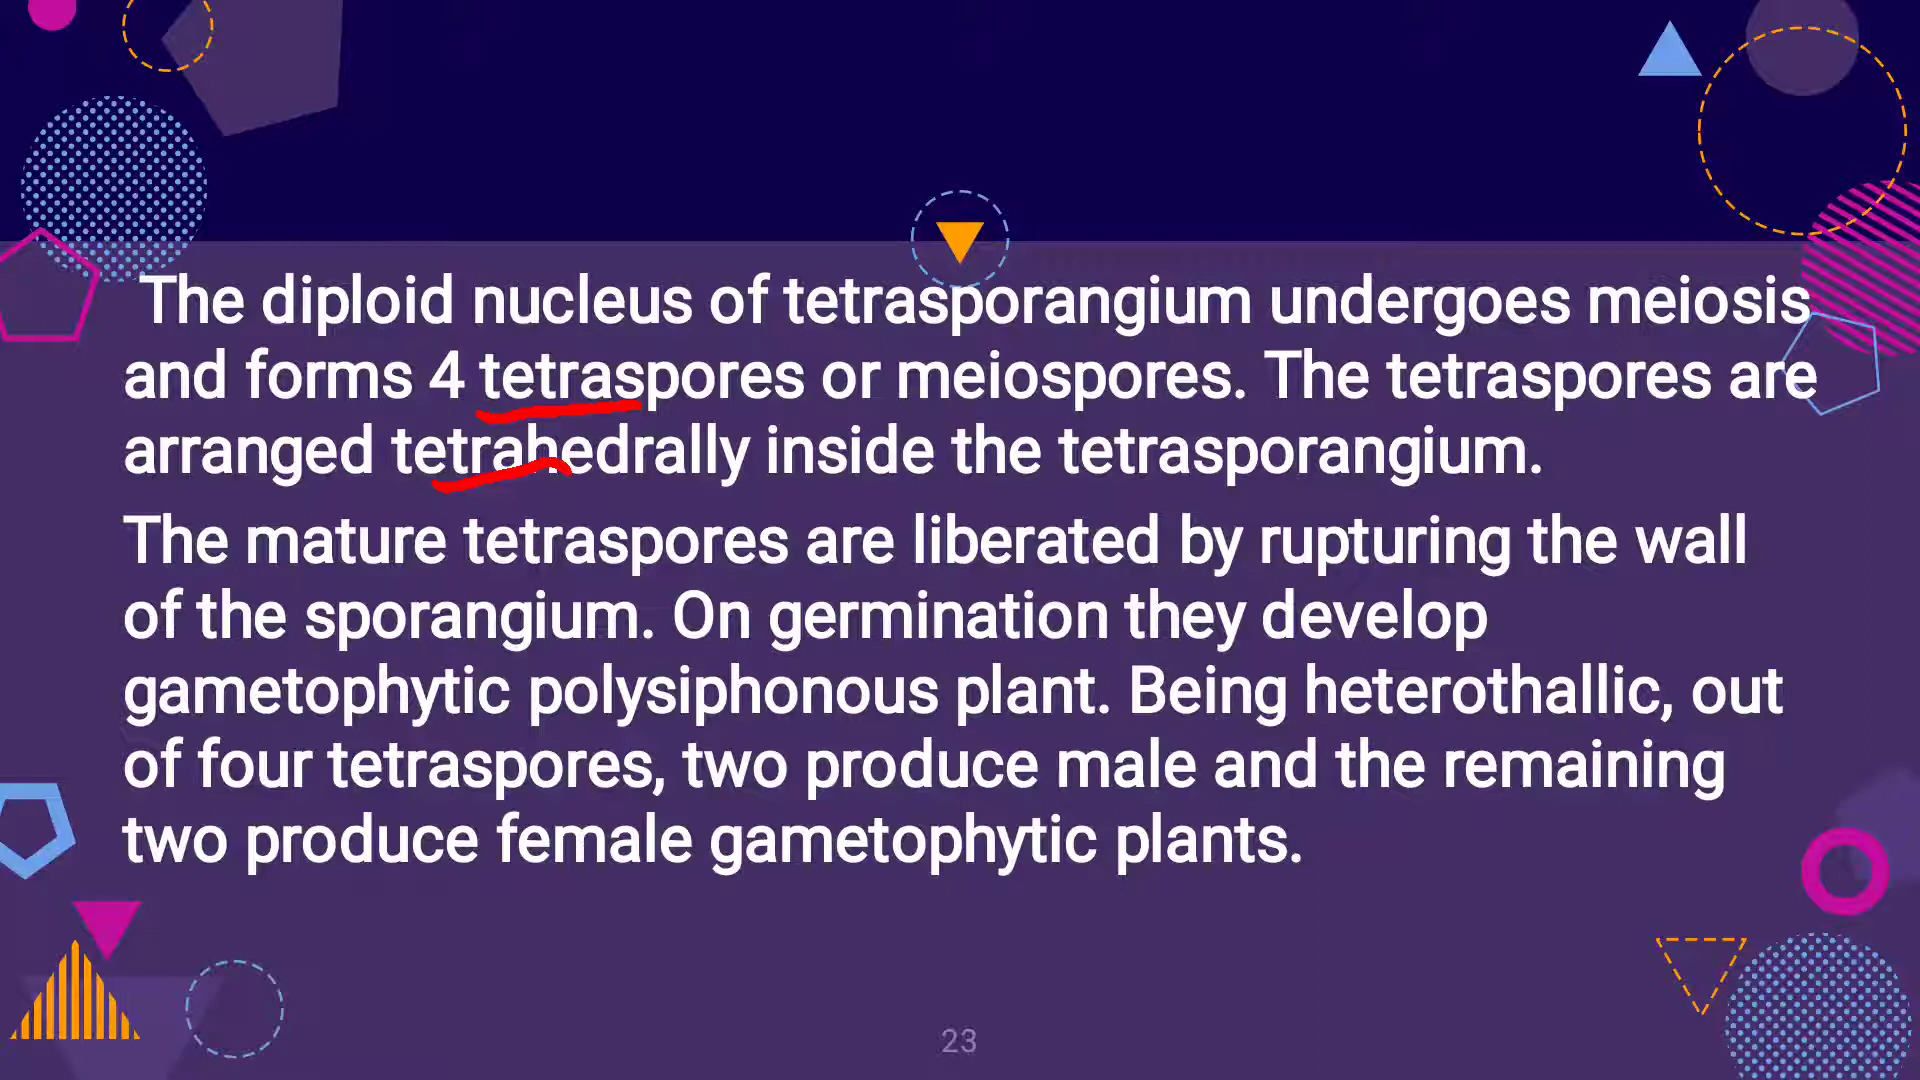 The diploid nucleus of tetrasporangium undergoes meiosis
and forms 4 tetraspores or meiospores. The tetraspores are
arranged tetrahedrally inside the tetrasporangium.
The mature tetraspores are liberated by rupturing the wall
of the sporangium. On germination they develop
gametophytic polysiphonous plant. Being heterothallic, out
of four tetraspores, two produce male and the remaining
two produce female gametophytic plants.
23